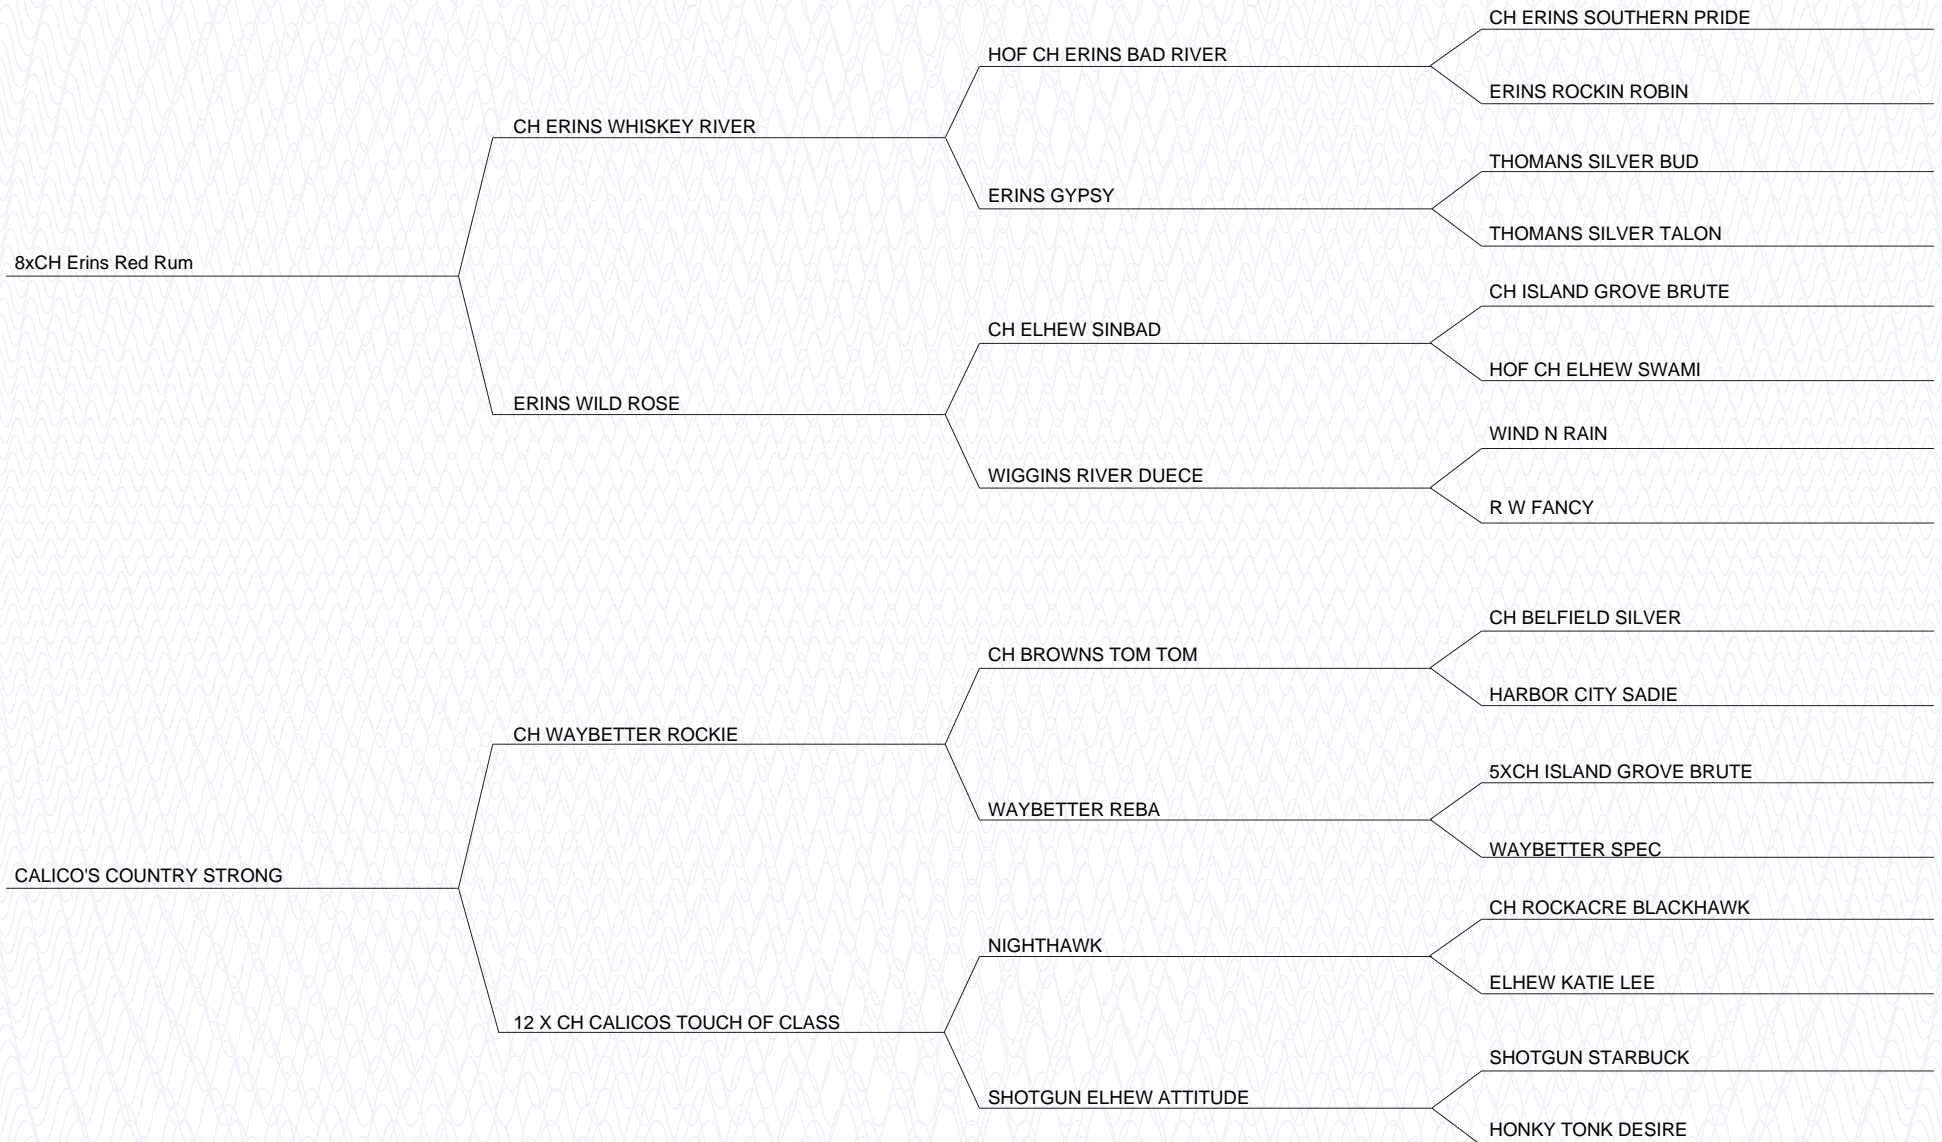 CH ERINS SOUTHERN PRIDE
HOF CH ERINS BAD RIVER
ERINS ROCKIN ROBIN
CH ERINS WHISKEY RIVER
THOMANS SILVER BUD
ERINS GYPSY
THOMANS SILVER TALON
8xCH Erins Red Rum
CH ISLAND GROVE BRUTE
CH ELHEW SINBAD
HOF CH ELHEW SWAMI
ERINS WILD ROSE
WIND N RAIN
WIGGINS RIVER DUECE
R W FANCY
CH BELFIELD SILVER
CH BROWNS TOM TOM
HARBOR CITY SADIE
CH WAYBETTER ROCKIE
5XCH ISLAND GROVE BRUTE
WAYBETTER REBA
WAYBETTER SPEC
CALICO'S COUNTRY STRONG
CH ROCKACRE BLACKHAWK
NIGHTHAWK
ELHEW KATIE LEE
12 X CH CALICOS TOUCH OF CLASS
SHOTGUN STARBUCK
SHOTGUN ELHEW ATTITUDE
HONKY TONK DESIRE